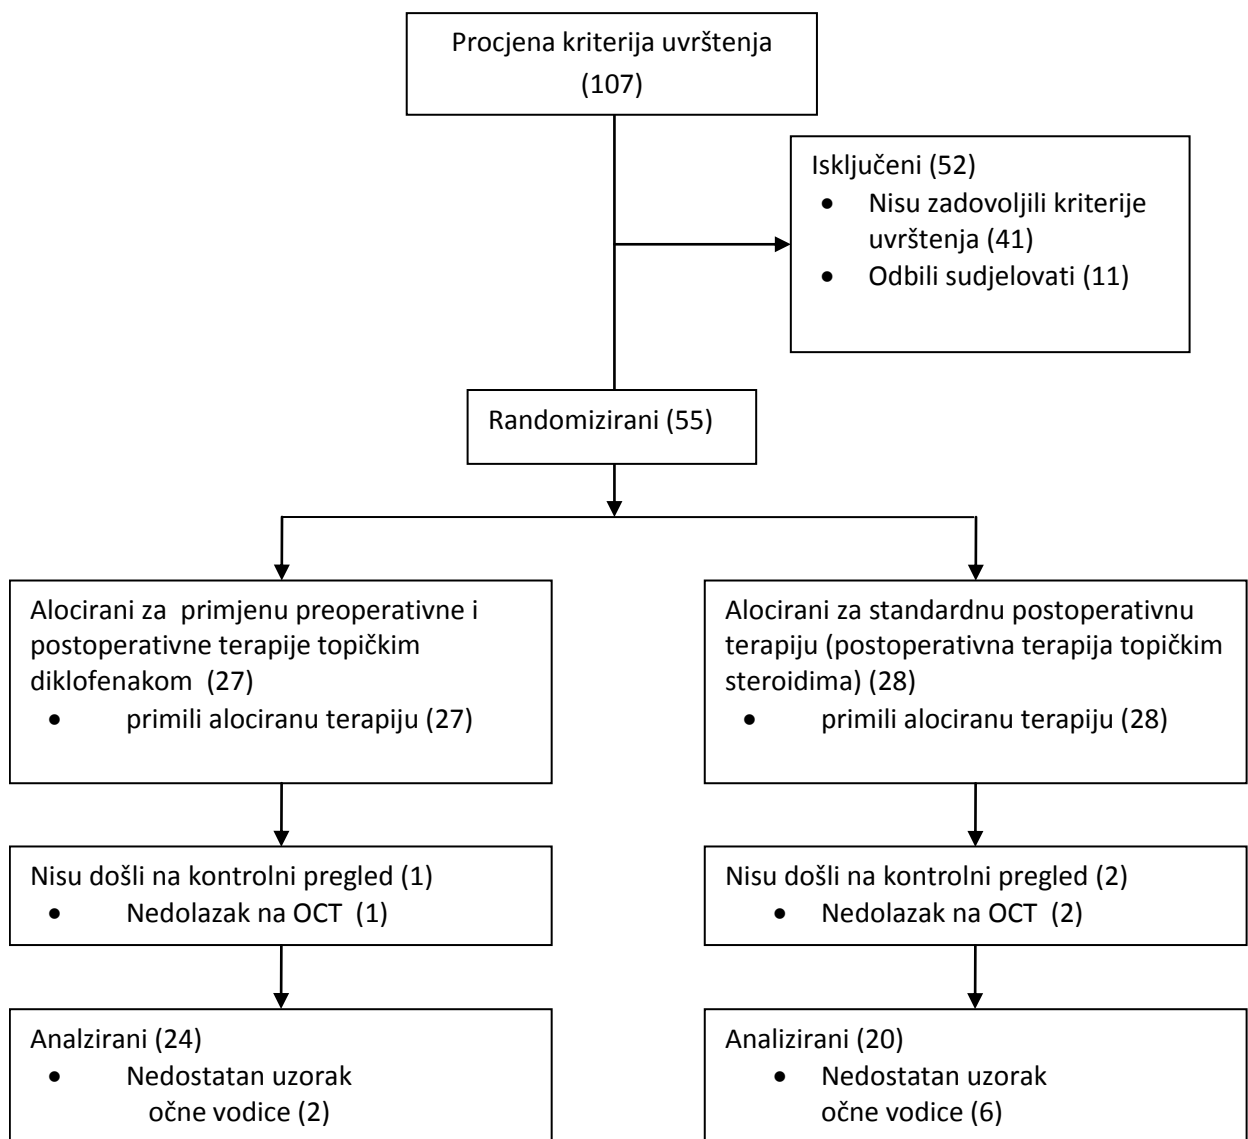 Procjena kriterija uvrštenja
(107)
Isključeni (52)
• Nisu zadovoljili kriterije
uvrštenja (41)
• Odbili sudjelovati (11)
Randomizirani (55)
Alocirani za primjenu preoperativne i
postoperativne terapije topičkim
diklofenakom (27)
• primili alociranu terapiju (27)
Alocirani za standardnu postoperativnu
terapiju (postoperativna terapija topičkim
steroidima) (28)
• primili alociranu terapiju (28)
Nisu došli na kontrolni pregled (1)
• Nedolazak na OCT (1)
Nisu došli na kontrolni pregled (2)
• Nedolazak na OCT (2)
Analzirani (24)
• Nedostatan uzorak
očne vodice (2)
Analizirani (20)
• Nedostatan uzorak
očne vodice (6)